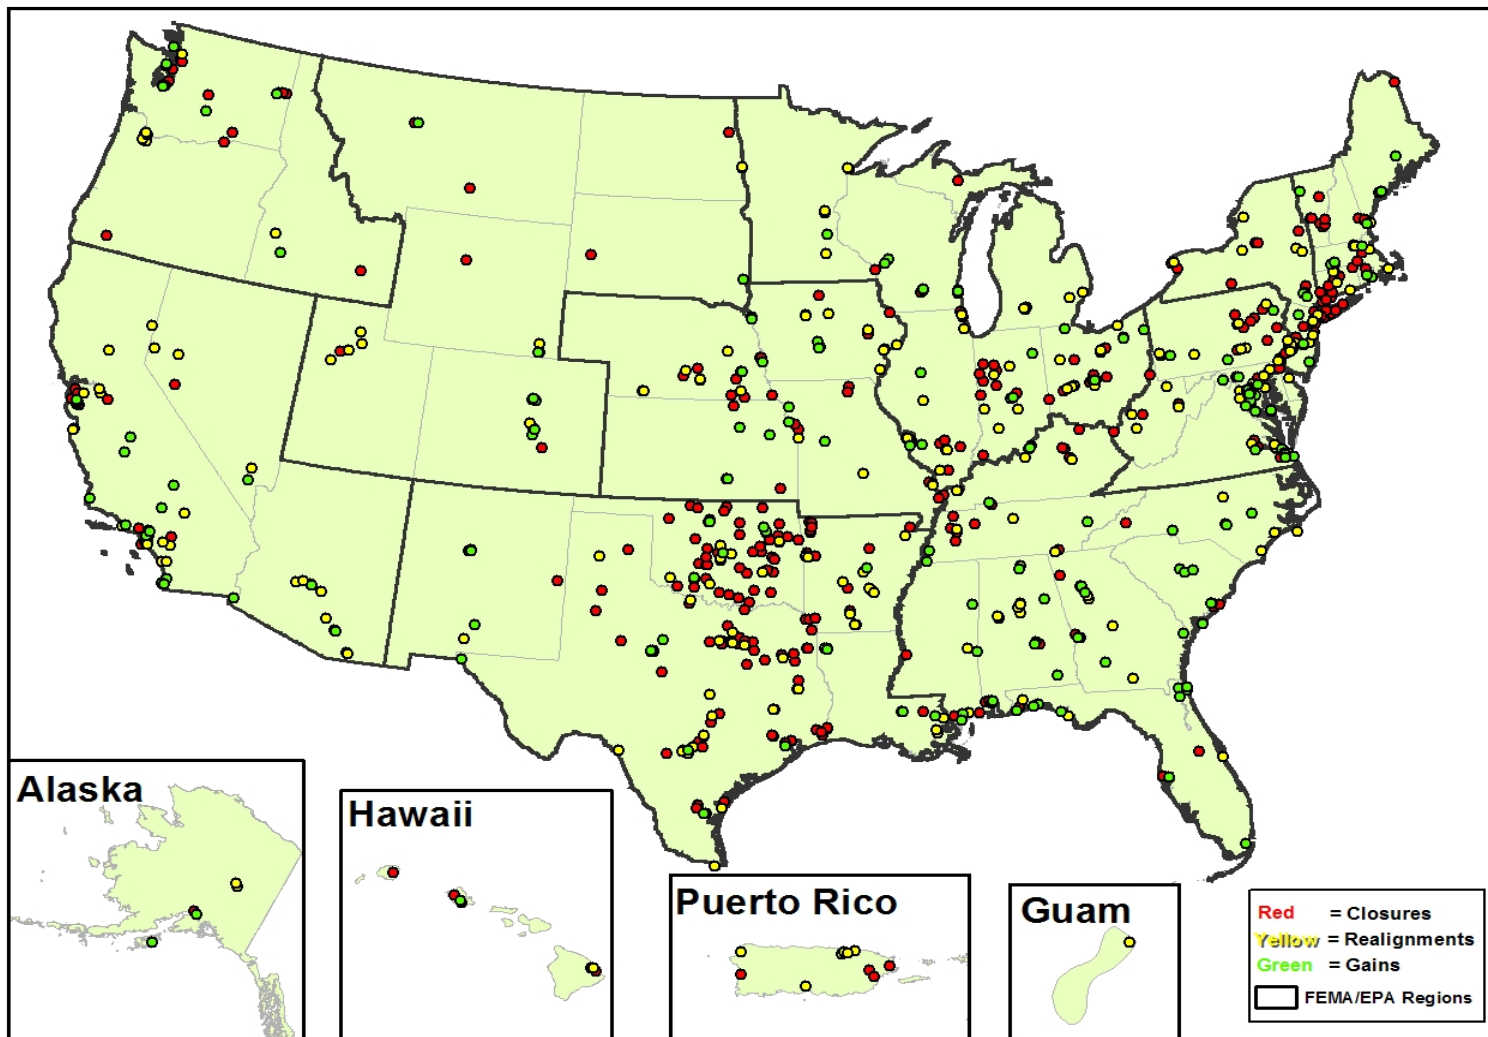 Alaska
Hawaii
Puerto Rico
Guam
Red = Closures
Yellow = Realignments
Green = Gains
FEMA/EPA Regions